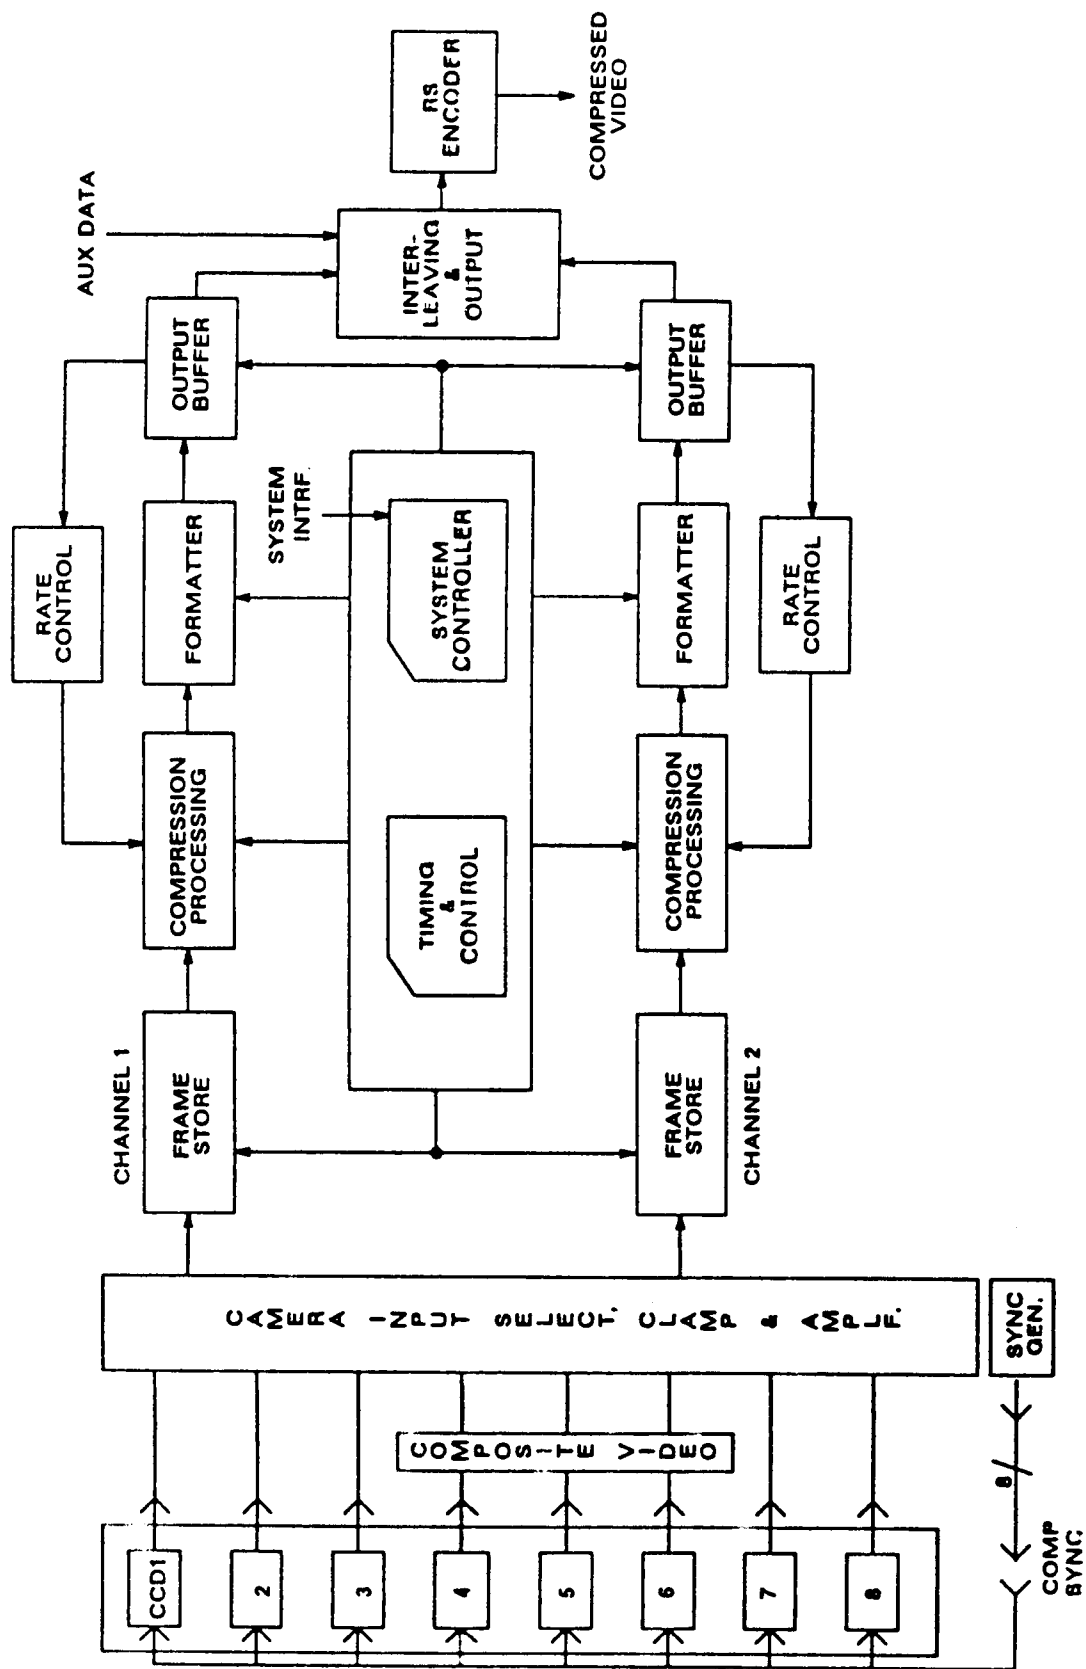 CCD1
2
3
4
5
6
7
8
COMPOSITE VIDEO
COMP
SYNC
8
SYNC
GEN.
CAMERA INPUT SELECT, CLAMP & AMPLF.
CHANNEL 1
FRAME
STORE
COMPRESSION
PROCESSING
RATE
CONTROL
FORMATTER
OUTPUT
BUFFER
AUX DATA
TIMING
&
CONTROL
SYSTEM
INTRF.
SYSTEM
CONTROLLER
INTER-
LEAVING
&
OUTPUT
RS
ENCODER
COMPRESSED
VIDEO
CHANNEL 2
FRAME
STORE
COMPRESSION
PROCESSING
FORMATTER
RATE
CONTROL
OUTPUT
BUFFER